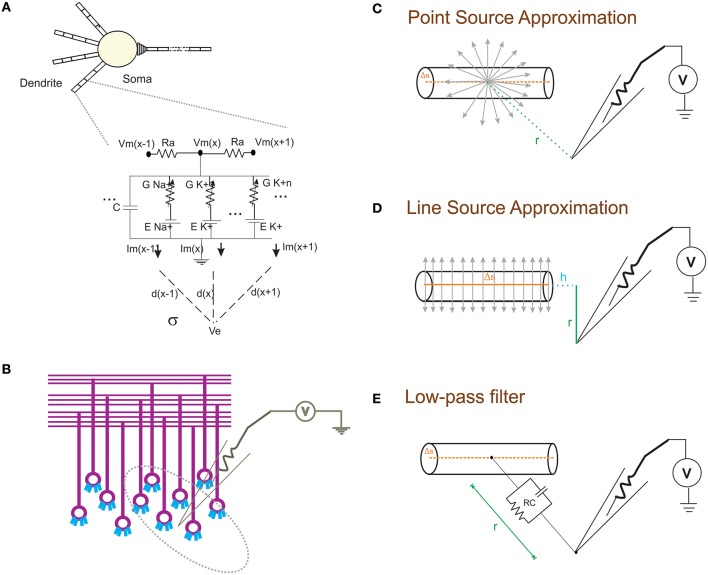 A
Dendrite
Soma
Vm(x-1)
Ra
Vm(x)
Ra
Vm(x+1)
G Na+
G K+
G K+n
...
...
C
E Na+
E K+
...
E K+
Im(x-1)
Im(x)
Im(x+1)
d(x-1)
d(x)
d(x+1)
σ
Ve
B
V
C
Point Source Approximation
Δs
r
V
D
Line Source Approximation
Δs
h
r
V
E
Low-pass filter
Δs
RC
r
V